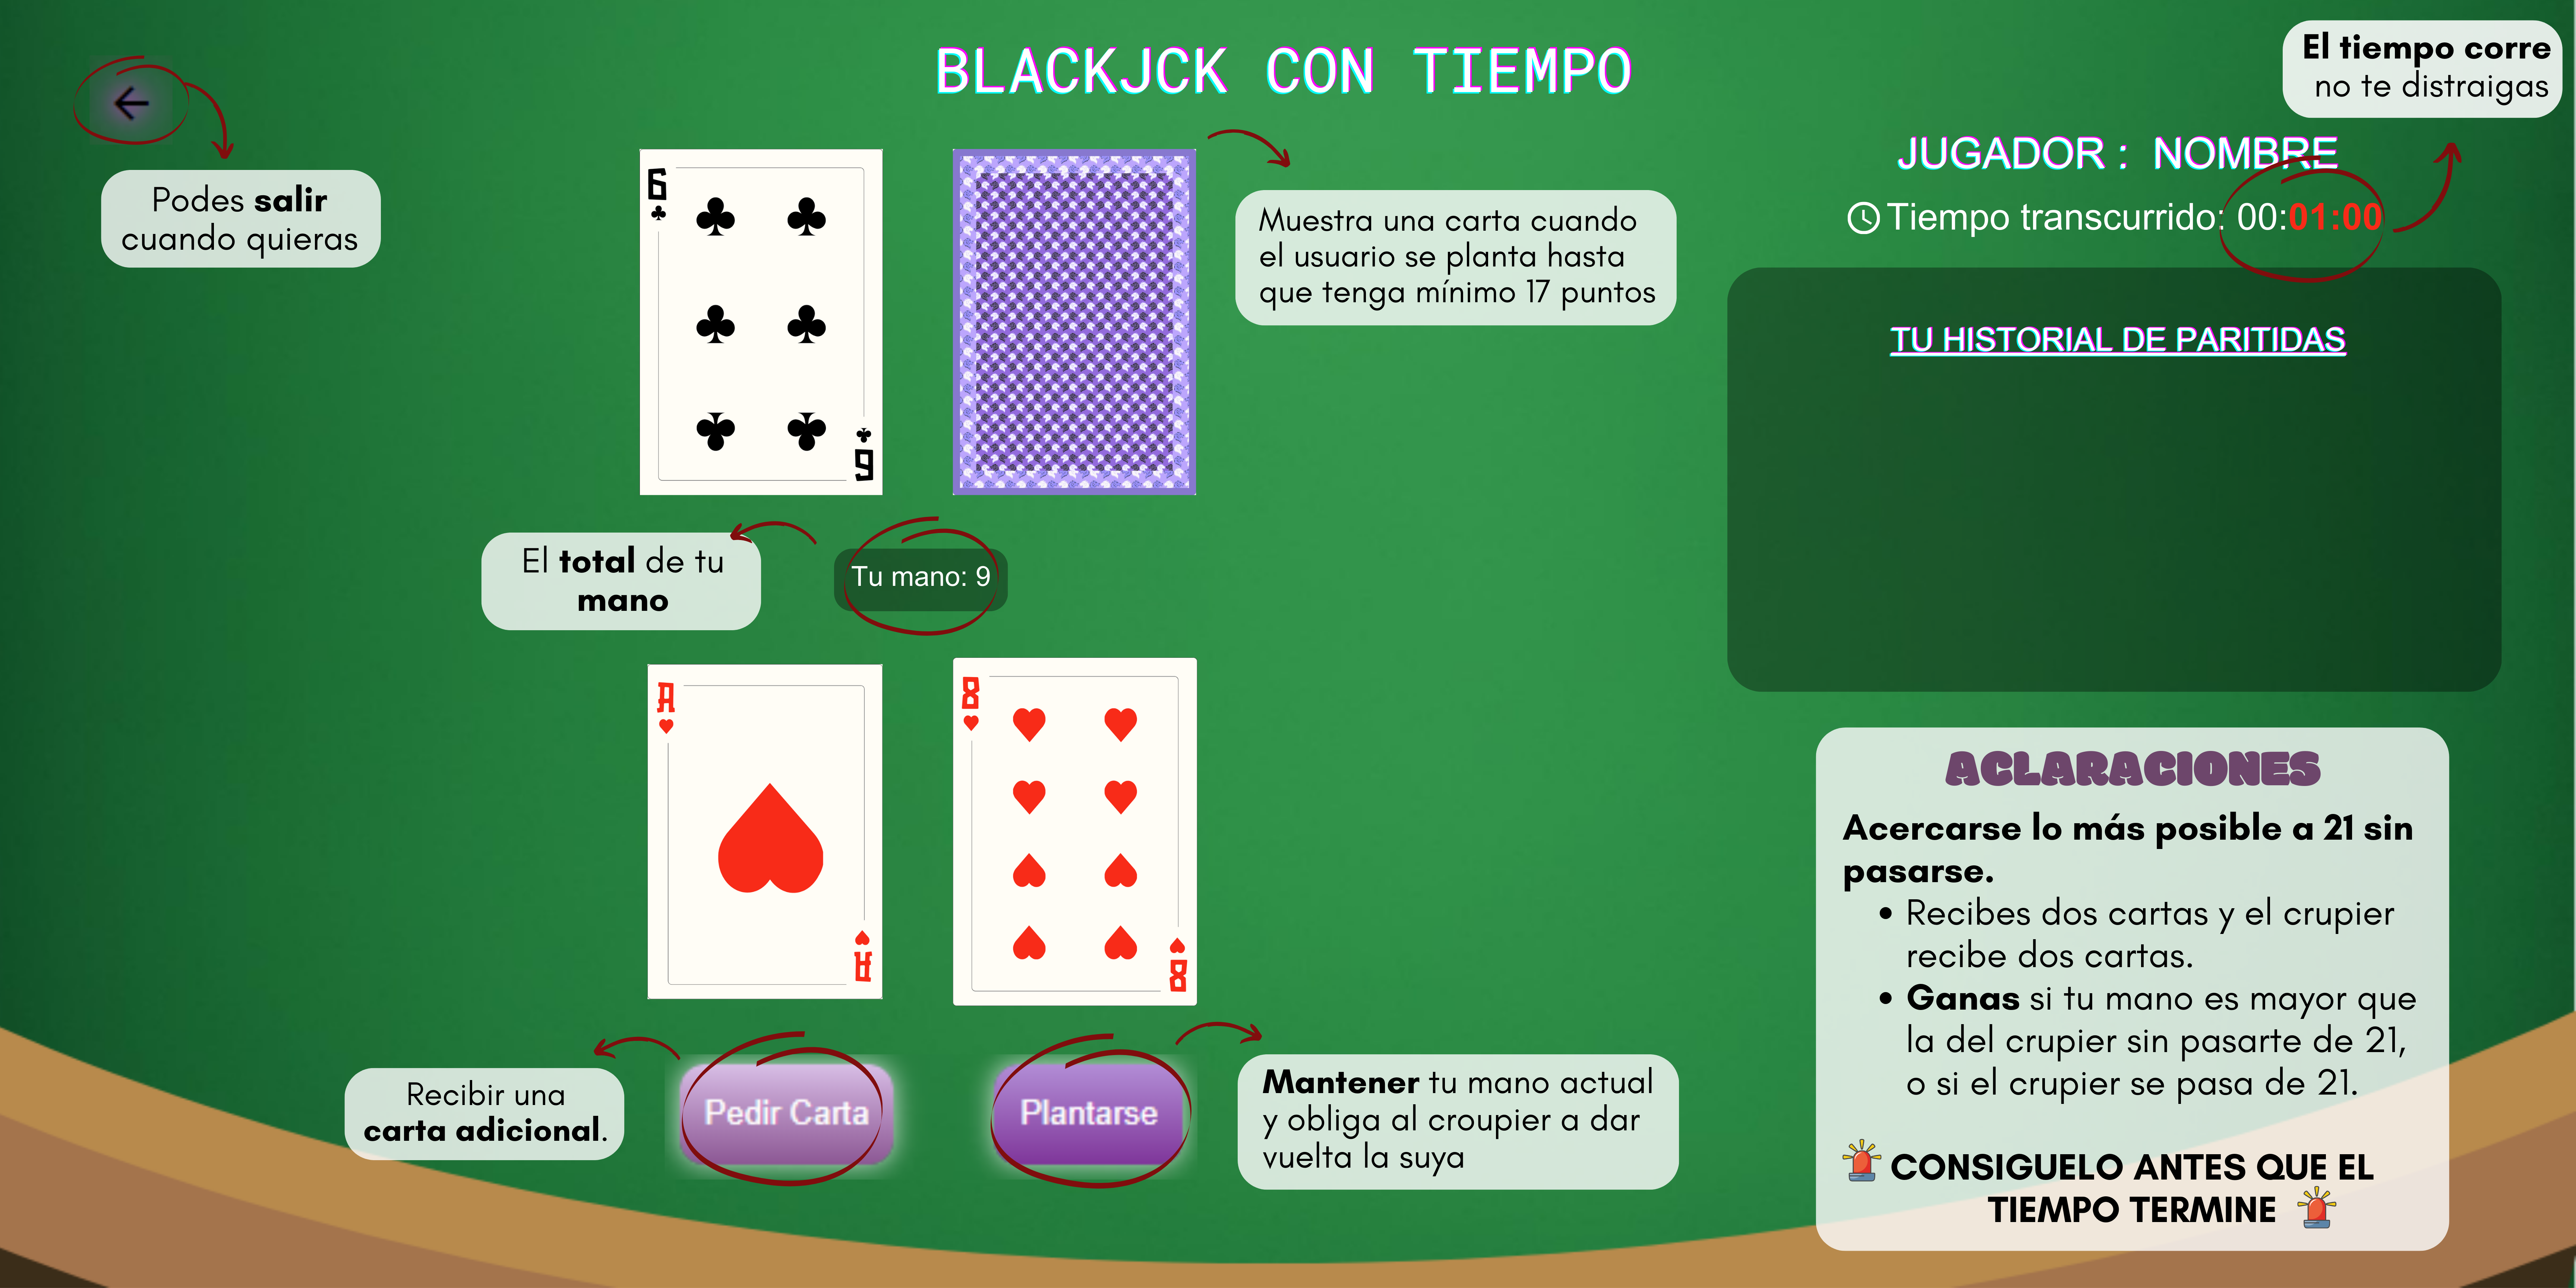 BLACKJCK CON TIEMPO
El tiempo corre
no te distraigas
Podes salir
cuando quieras
JUGADOR : NOMBRE
Tiempo transcurrido: 00:01:00
6
9
Muestra una carta cuando
el usuario se planta hasta
que tenga mínimo 17 puntos
TU HISTORIAL DE PARITIDAS
El total de tu
mano
Tu mano: 9
A
A
8
8
Recibir una
carta adicional.
Pedir Carta
Plantarse
Mantener tu mano actual
y obliga al croupier a dar
vuelta la suya
ACLARACIONES
Acercarse lo más posible a 21 sin
pasarse.
• Recibes dos cartas y el crupier
recibe dos cartas.
• Ganas si tu mano es mayor que
la del crupier sin pasarte de 21,
o si el crupier se pasa de 21.
🚨 CONSIGUELO ANTES QUE EL
TIEMPO TERMINE 🚨